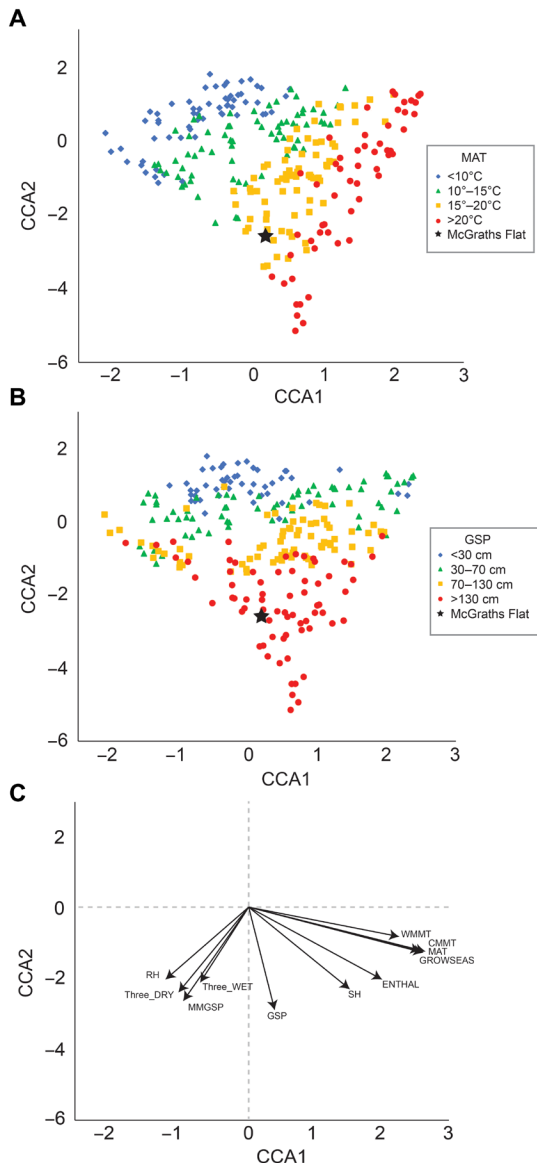 A
2
0
−2
−4
−6
CCA2
−2
−1
0
1
2
3
CCA1
MAT
<10°C
10°–15°C
15°–20°C
>20°C
McGraths Flat
B
2
0
−2
−4
−6
CCA2
−2
−1
0
1
2
3
CCA1
GSP
<30 cm
30–70 cm
70–130 cm
>130 cm
McGraths Flat
C
2
0
−2
−4
−6
CCA2
WMMT
CMMT
MAT
GROWSEAS
RH
Three_WET
ENTHAL
Three_DRY
SH
MMGSP
GSP
−2
−1
0
1
2
3
CCA1